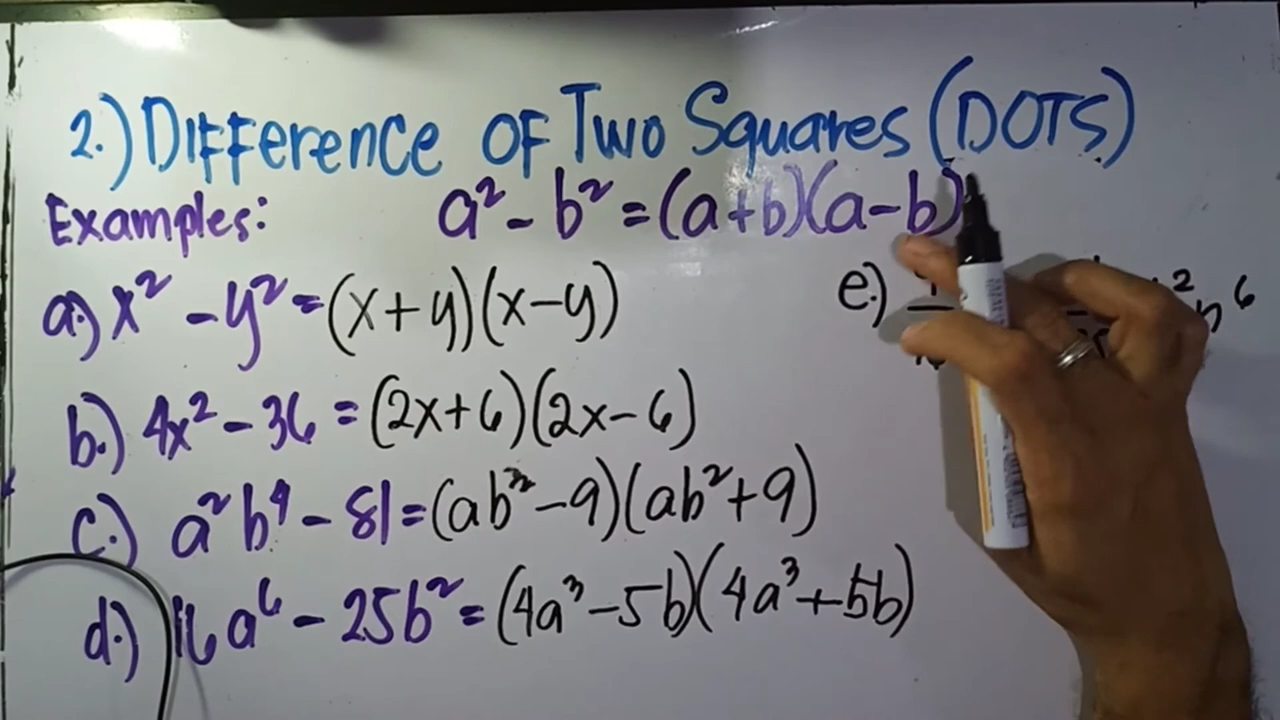 2.) Difference of Two Squares (DOTS)
Examples: a² - b² = (a+b)(a-b)
a.) x² - y² = (x+y)(x-y)
e.)
b.) 4x² - 36 = (2x+6)(2x-6)
c.) a²b⁴ - 81 = (ab²-9)(ab²+9)
d.) 16a⁶ - 25b² = (4a³-5b)(4a³+5b)